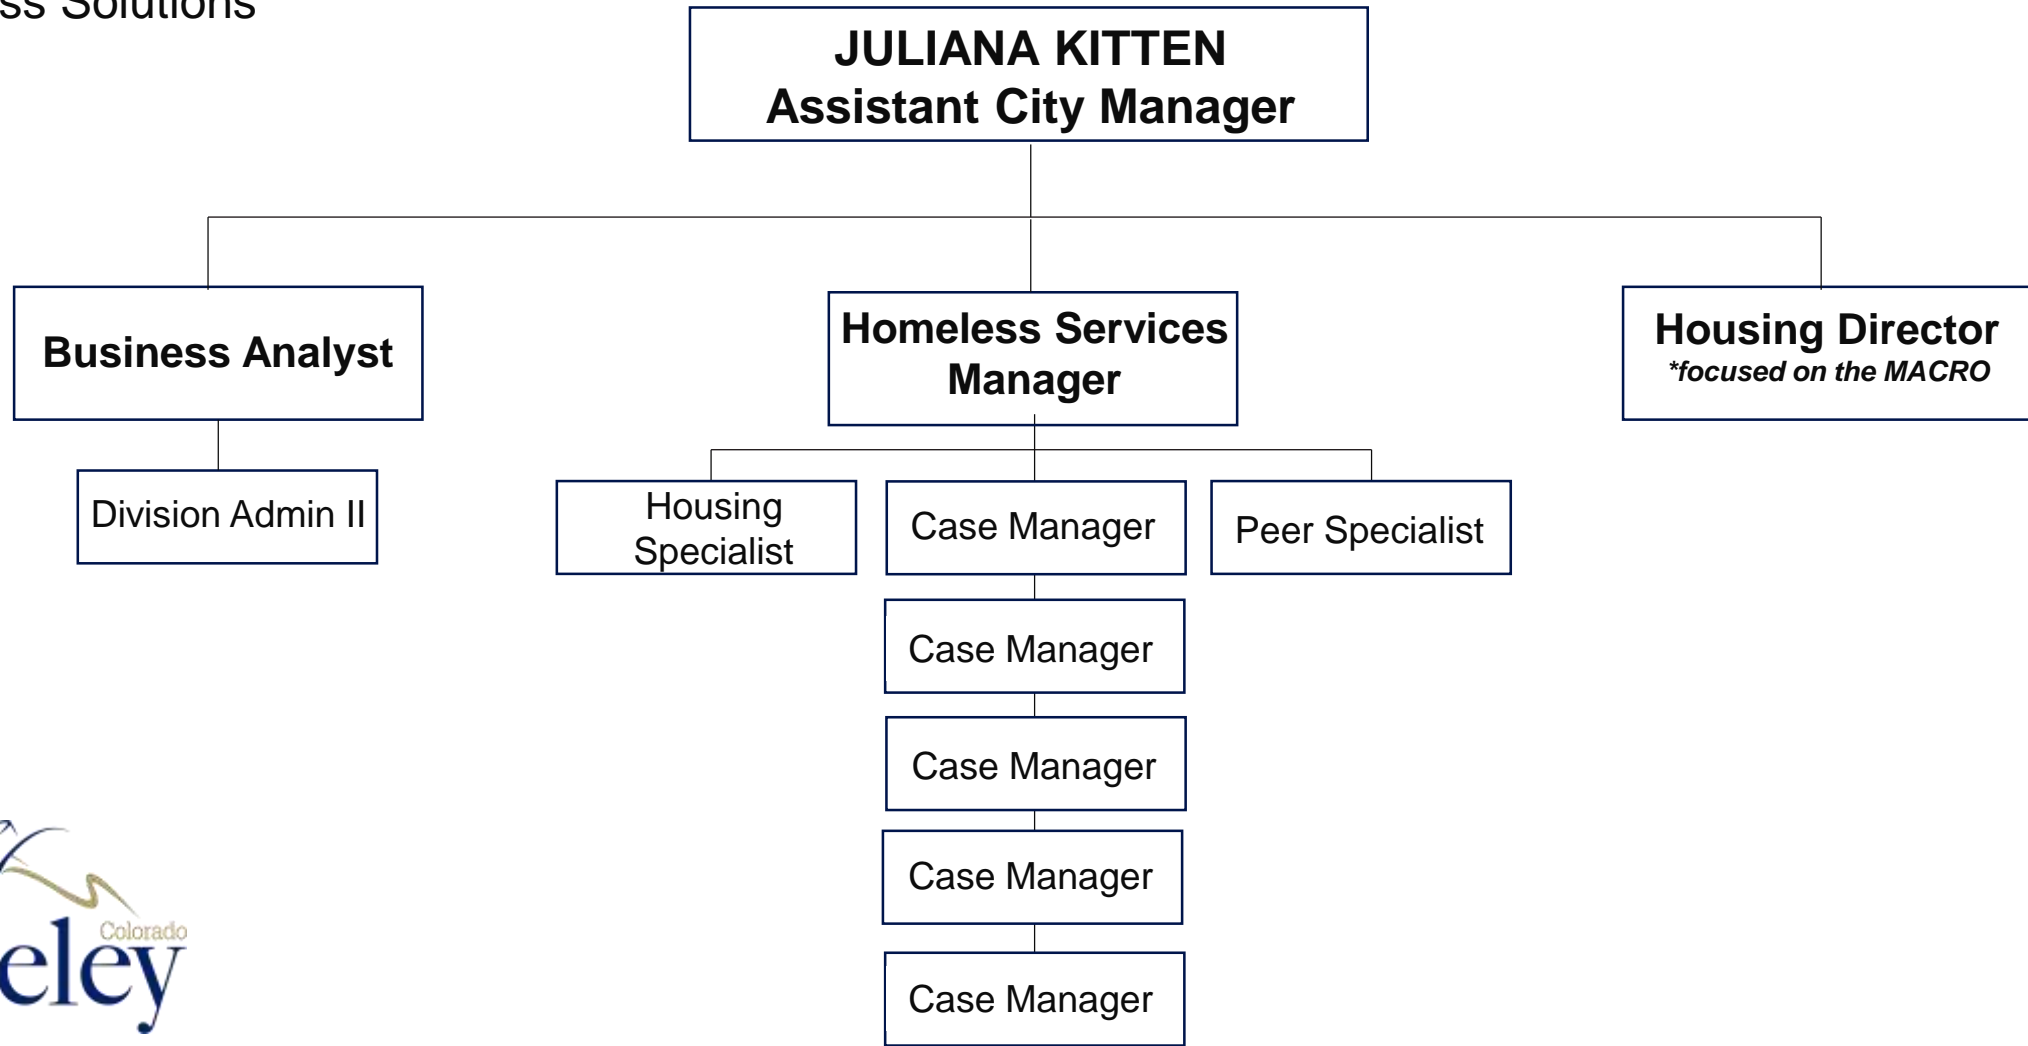 Solutions
JULIANA KITTEN
Assistant City Manager
Business Analyst
Homeless Services
Manager
Housing Director
*focused on the MACRO
Division Admin II
Housing
Specialist
Case Manager
Peer Specialist
Case Manager
Case Manager
Case Manager
Case Manager
Colorado
eley